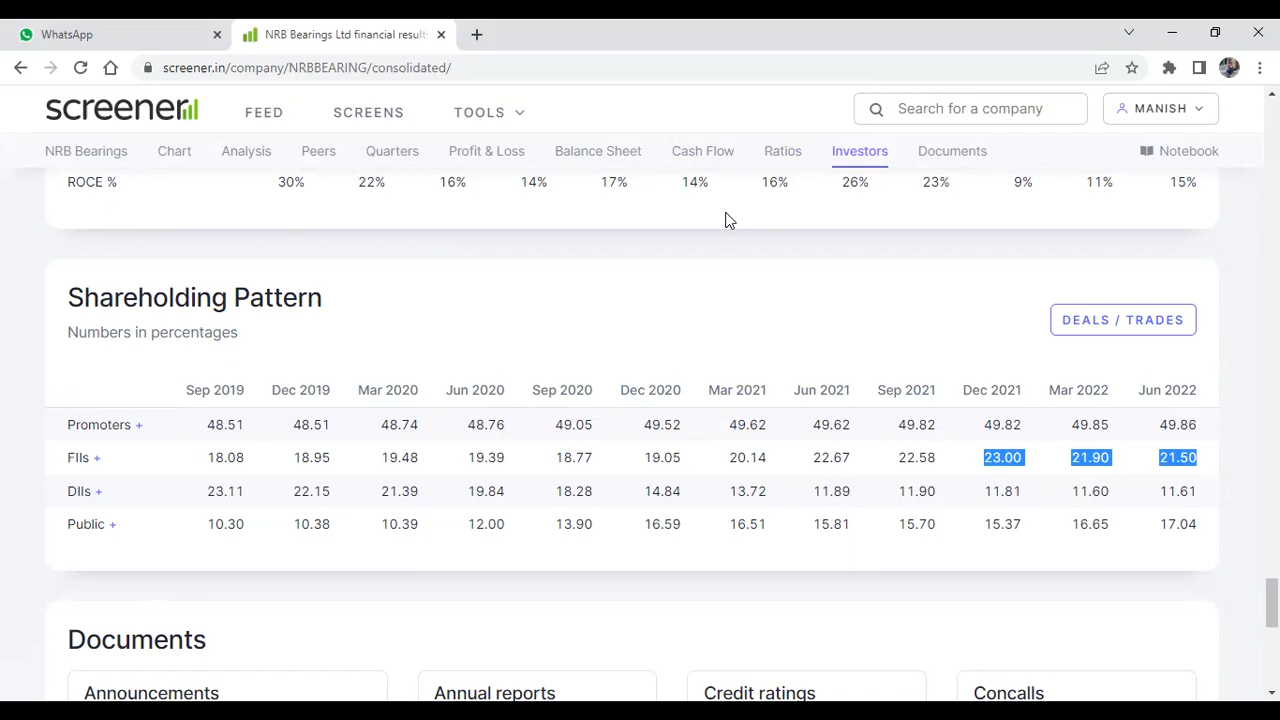 WhatsApp
NRB Bearings Ltd financial results
screener.in/company/NRBBEARING/consolidated/
screener FEED SCREENS TOOLS Search for a company MANISH
NRB Bearings Chart Analysis Peers Quarters Profit & Loss Balance Sheet Cash Flow Ratios Investors Documents Notebook
ROCE % 30% 22% 16% 14% 17% 14% 16% 26% 23% 9% 11% 15%
Shareholding Pattern
Numbers in percentages
DEALS / TRADES
Sep 2019 Dec 2019 Mar 2020 Jun 2020 Sep 2020 Dec 2020 Mar 2021 Jun 2021 Sep 2021 Dec 2021 Mar 2022 Jun 2022
Promoters + 48.51 48.51 48.74 48.76 49.05 49.52 49.62 49.62 49.82 49.82 49.85 49.86
FIIs + 18.08 18.95 19.48 19.39 18.77 19.05 20.14 22.67 22.58 23.00 21.90 21.50
DIIs + 23.11 22.15 21.39 19.84 18.28 14.84 13.72 11.89 11.90 11.81 11.60 11.61
Public + 10.30 10.38 10.39 12.00 13.90 16.59 16.51 15.81 15.70 15.37 16.65 17.04
Documents
Announcements Annual reports Credit ratings Concalls